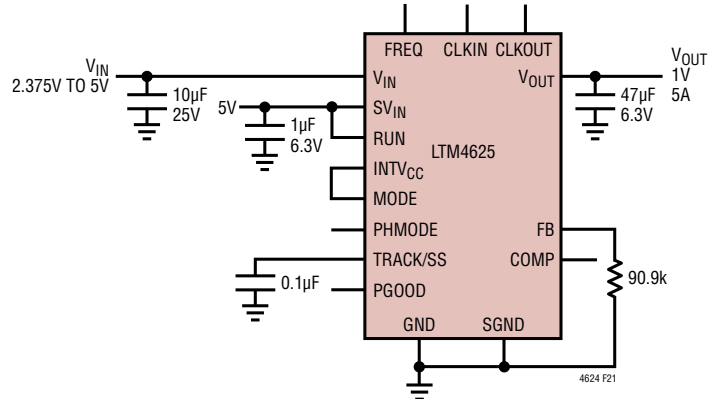 FREQ CLKIN CLKOUT
VIN
2.375V TO 5V
VIN
VOUT
VOUT
1V
5A
10µF
25V
5V
SVIN
47µF
6.3V
1µF
6.3V
RUN
LTM4625
INTVCC
MODE
PHMODE
FB
TRACK/SS
COMP
0.1µF
90.9k
PGOOD
GND
SGND
4624 F21